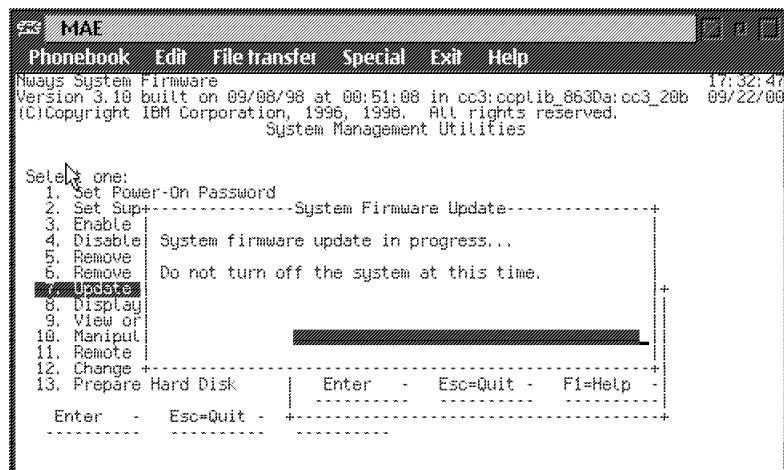 MAE
Phonebook Edit File transfer Special Exit Help
Nways System Firmware 17:32:47
Version 3.10 built on 09/08/98 at 00:51:08 in cc3:ccplib_863Da:cc3_20b 09/22/00
(C)Copyright IBM Corporation, 1996, 1998. All rights reserved.
System Management Utilities
Select one:
1. Set Power-On Password
2. Set Sup
System Firmware Update
3. Enable
4. Disable
System firmware update in progress...
5. Remove
6. Remove
Do not turn off the system at this time.
7. Update
8. Display
9. View or
10. Manipul
11. Remote
12. Change
13. Prepare Hard Disk
Enter - Esc=Quit - F1=Help -
Enter - Esc=Quit -